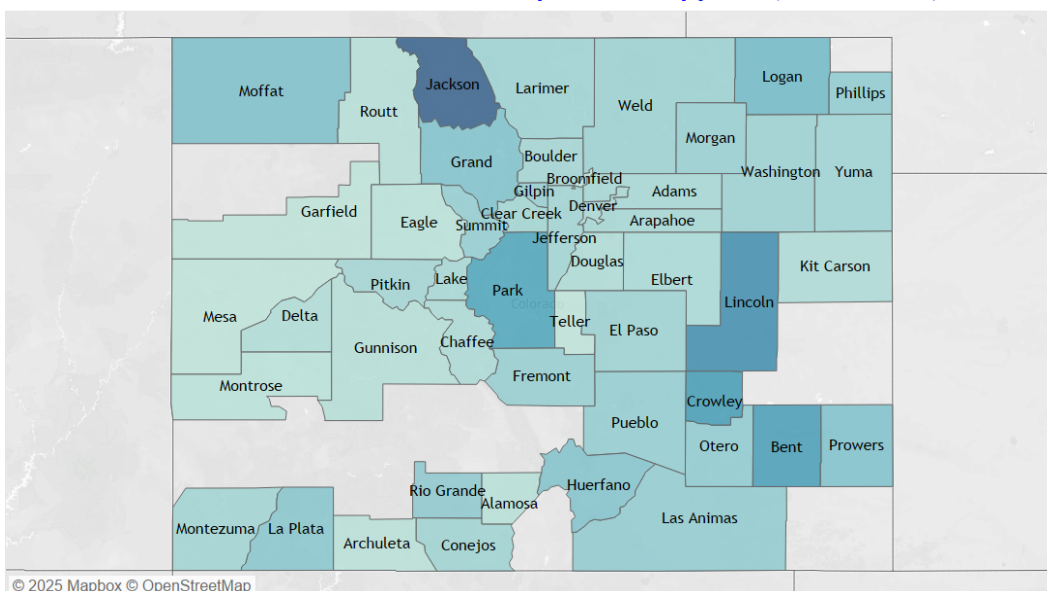 Moffat
Routt
Jackson
Larimer
Weld
Logan
Phillips
Morgan
Grand
Boulder
Broomfield
Washington
Yuma
Gilpin
Adams
Denver
Garfield
Eagle
Summit
Clear Creek
Arapahoe
Jefferson
Douglas
Elbert
Kit Carson
Pitkin
Lake
Park
Lincoln
Colorado
Mesa
Delta
Teller
El Paso
Gunnison
Chaffee
Montrose
Fremont
Crowley
Pueblo
Otero
Bent
Prowers
Rio Grande
Alamosa
Huerfano
Las Animas
Montezuma
La Plata
Archuleta
Conejos
© 2025 Mapbox © OpenStreetMap